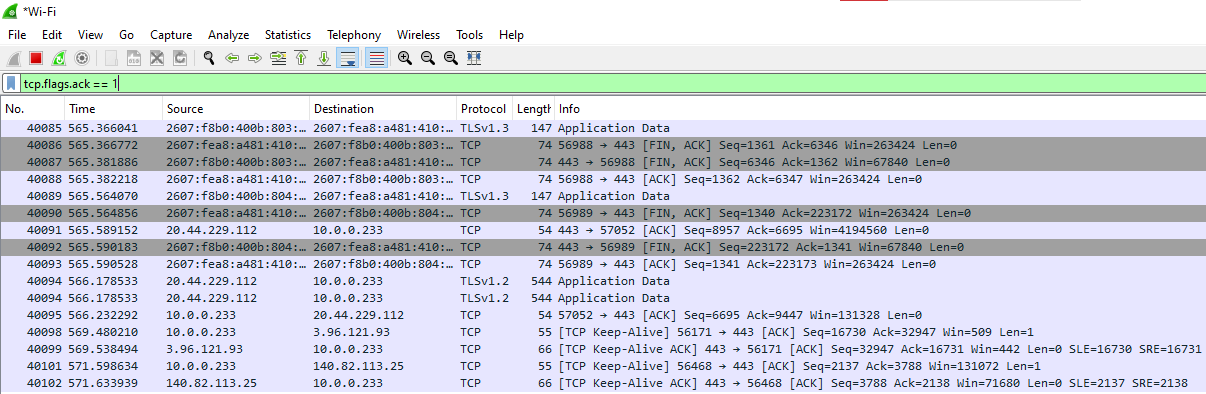 *Wi-Fi
File Edit View Go Capture Analyze Statistics Telephony Wireless Tools Help
tcp.flags.ack == 1
No. Time Source Destination Protocol Length Info
40085 565.366041 2607:f8b0:400b:803:… 2607:fea8:a481:410:… TLSv1.3 147 Application Data
40086 565.366772 2607:fea8:a481:410:… 2607:f8b0:400b:803:… TCP 74 56988 → 443 [FIN, ACK] Seq=1361 Ack=6346 Win=263424 Len=0
40087 565.381886 2607:f8b0:400b:803:… 2607:fea8:a481:410:… TCP 74 443 → 56988 [FIN, ACK] Seq=6346 Ack=1362 Win=67840 Len=0
40088 565.382218 2607:fea8:a481:410:… 2607:f8b0:400b:803:… TCP 74 56988 → 443 [ACK] Seq=1362 Ack=6347 Win=263424 Len=0
40089 565.564070 2607:f8b0:400b:804:… 2607:fea8:a481:410:… TLSv1.3 147 Application Data
40090 565.564856 2607:fea8:a481:410:… 2607:f8b0:400b:804:… TCP 74 56989 → 443 [FIN, ACK] Seq=1340 Ack=223172 Win=263424 Len=0
40091 565.589152 20.44.229.112 10.0.0.233 TCP 54 443 → 57052 [ACK] Seq=8957 Ack=6695 Win=4194560 Len=0
40092 565.590183 2607:f8b0:400b:804:… 2607:fea8:a481:410:… TCP 74 443 → 56989 [FIN, ACK] Seq=223172 Ack=1341 Win=67840 Len=0
40093 565.590528 2607:fea8:a481:410:… 2607:f8b0:400b:804:… TCP 74 56989 → 443 [ACK] Seq=1341 Ack=223173 Win=263424 Len=0
40094 566.178533 20.44.229.112 10.0.0.233 TLSv1.2 544 Application Data
40094 566.178533 20.44.229.112 10.0.0.233 TLSv1.2 544 Application Data
40095 566.232292 10.0.0.233 20.44.229.112 TCP 54 57052 → 443 [ACK] Seq=6695 Ack=9447 Win=131328 Len=0
40098 569.480210 10.0.0.233 3.96.121.93 TCP 55 [TCP Keep-Alive] 56171 → 443 [ACK] Seq=16730 Ack=32947 Win=509 Len=1
40099 569.538494 3.96.121.93 10.0.0.233 TCP 66 [TCP Keep-Alive ACK] 443 → 56171 [ACK] Seq=32947 Ack=16731 Win=442 Len=0 SLE=16730 SRE=16731
40101 571.598634 10.0.0.233 140.82.113.25 TCP 55 [TCP Keep-Alive] 56468 → 443 [ACK] Seq=2137 Ack=3788 Win=131072 Len=1
40102 571.633939 140.82.113.25 10.0.0.233 TCP 66 [TCP Keep-Alive ACK] 443 → 56468 [ACK] Seq=3788 Ack=2138 Win=71680 Len=0 SLE=2137 SRE=2138